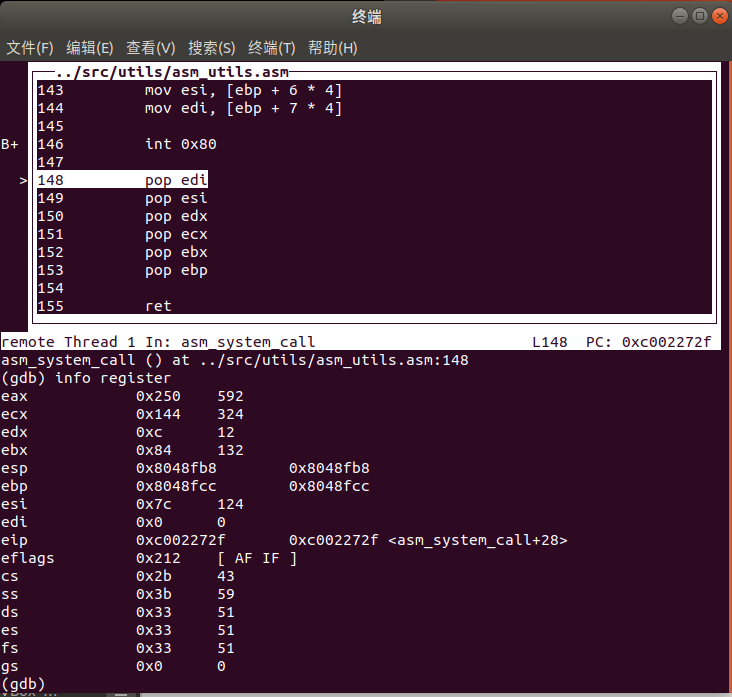 终端
文件(F) 编辑(E) 查看(V) 搜索(S) 终端(T) 帮助(H)
../src/utils/asm_utils.asm
143 mov esi, [ebp + 6 * 4]
144 mov edi, [ebp + 7 * 4]
145
B+ 146 int 0x80
147
> 148 pop edi
149 pop esi
150 pop edx
151 pop ecx
152 pop ebx
153 pop ebp
154
155 ret
remote Thread 1 In: asm_system_call L148 PC: 0xc002272f
asm_system_call () at ../src/utils/asm_utils.asm:148
(gdb) info register
eax 0x250 592
ecx 0x144 324
edx 0xc 12
ebx 0x84 132
esp 0x8048fb8 0x8048fb8
ebp 0x8048fcc 0x8048fcc
esi 0x7c 124
edi 0x0 0
eip 0xc002272f 0xc002272f <asm_system_call+28>
eflags 0x212 [ AF IF ]
cs 0x2b 43
ss 0x3b 59
ds 0x33 51
es 0x33 51
fs 0x33 51
gs 0x0 0
(gdb)